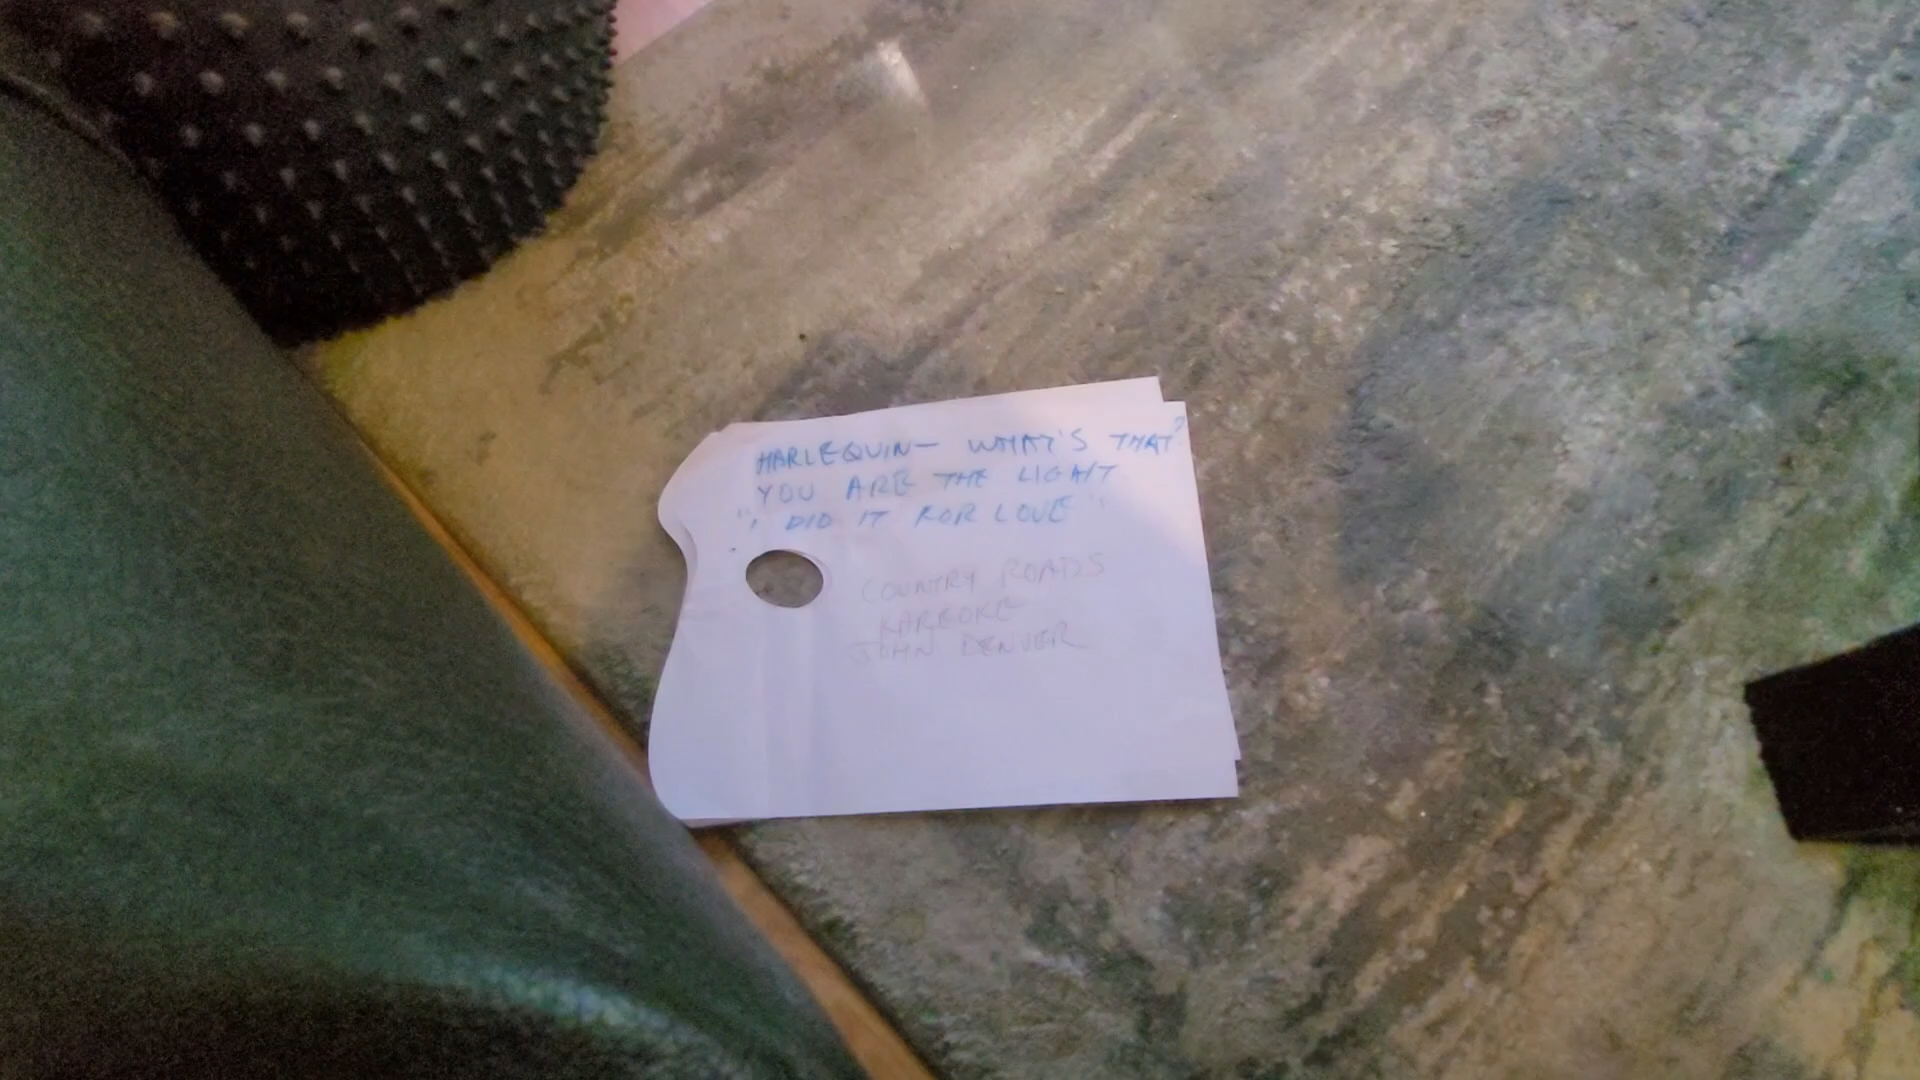 HARLEQUIN - WHAT'S THAT?
YOU ARE THE LIGHT
"I DID IT FOR LOVE"
COUNTRY ROADS
KAREOKE
JOHN DENVER